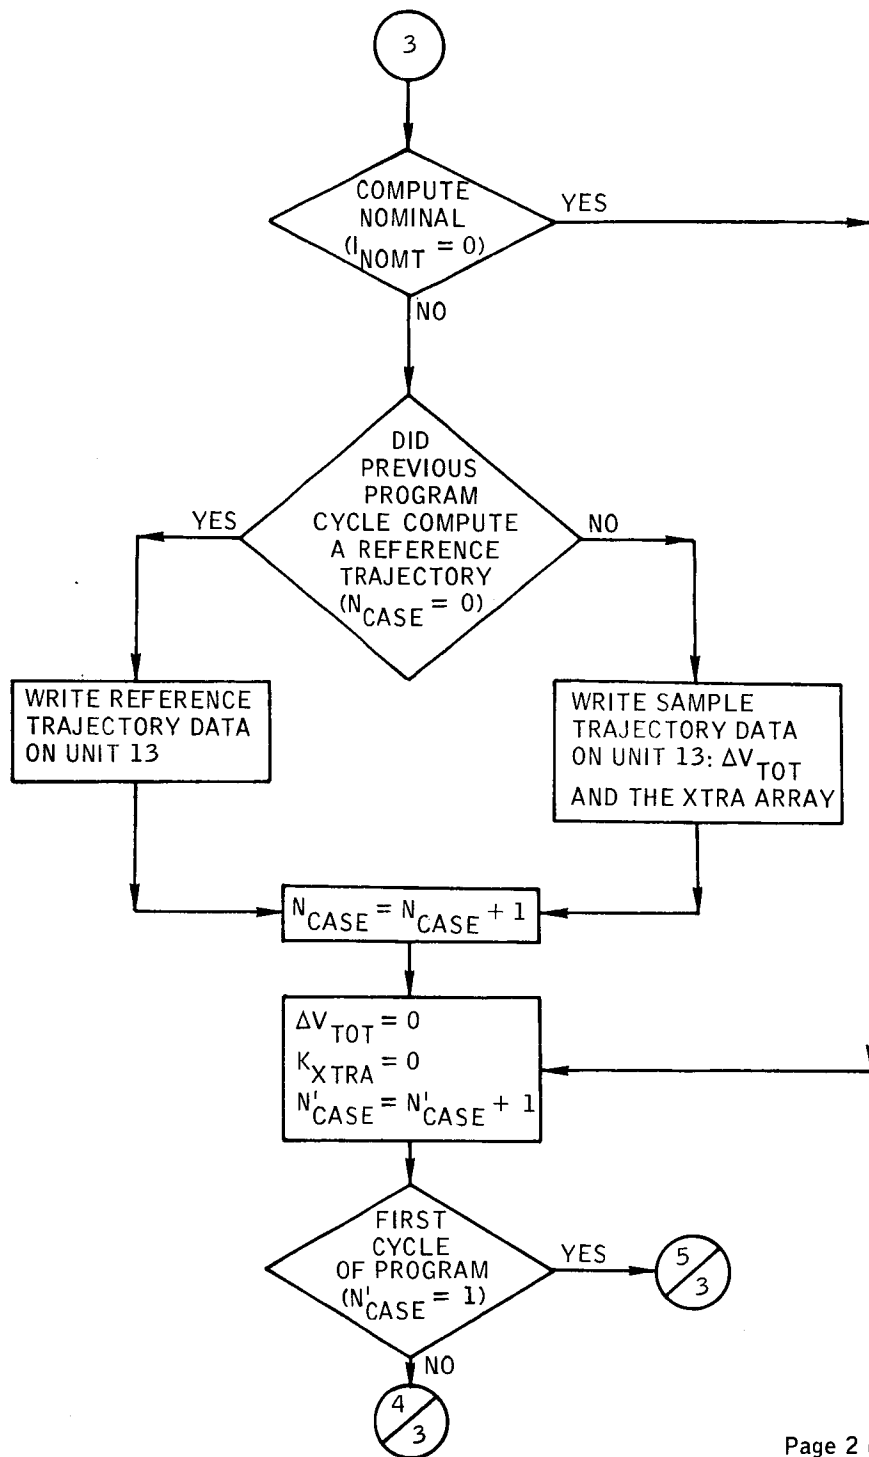 3
COMPUTE
NOMINAL
(I_NOMT = 0)
YES
NO
DID
PREVIOUS
PROGRAM
CYCLE COMPUTE
A REFERENCE
TRAJECTORY
(N_CASE = 0)
YES
NO
WRITE REFERENCE
TRAJECTORY DATA
ON UNIT 13
WRITE SAMPLE
TRAJECTORY DATA
ON UNIT 13: ΔV_TOT
AND THE XTRA ARRAY
N_CASE = N_CASE + 1
ΔV_TOT = 0
K_XTRA = 0
N'_CASE = N'_CASE + 1
FIRST
CYCLE
OF PROGRAM
(N'_CASE = 1)
YES
5
3
NO
4
3
Page 2